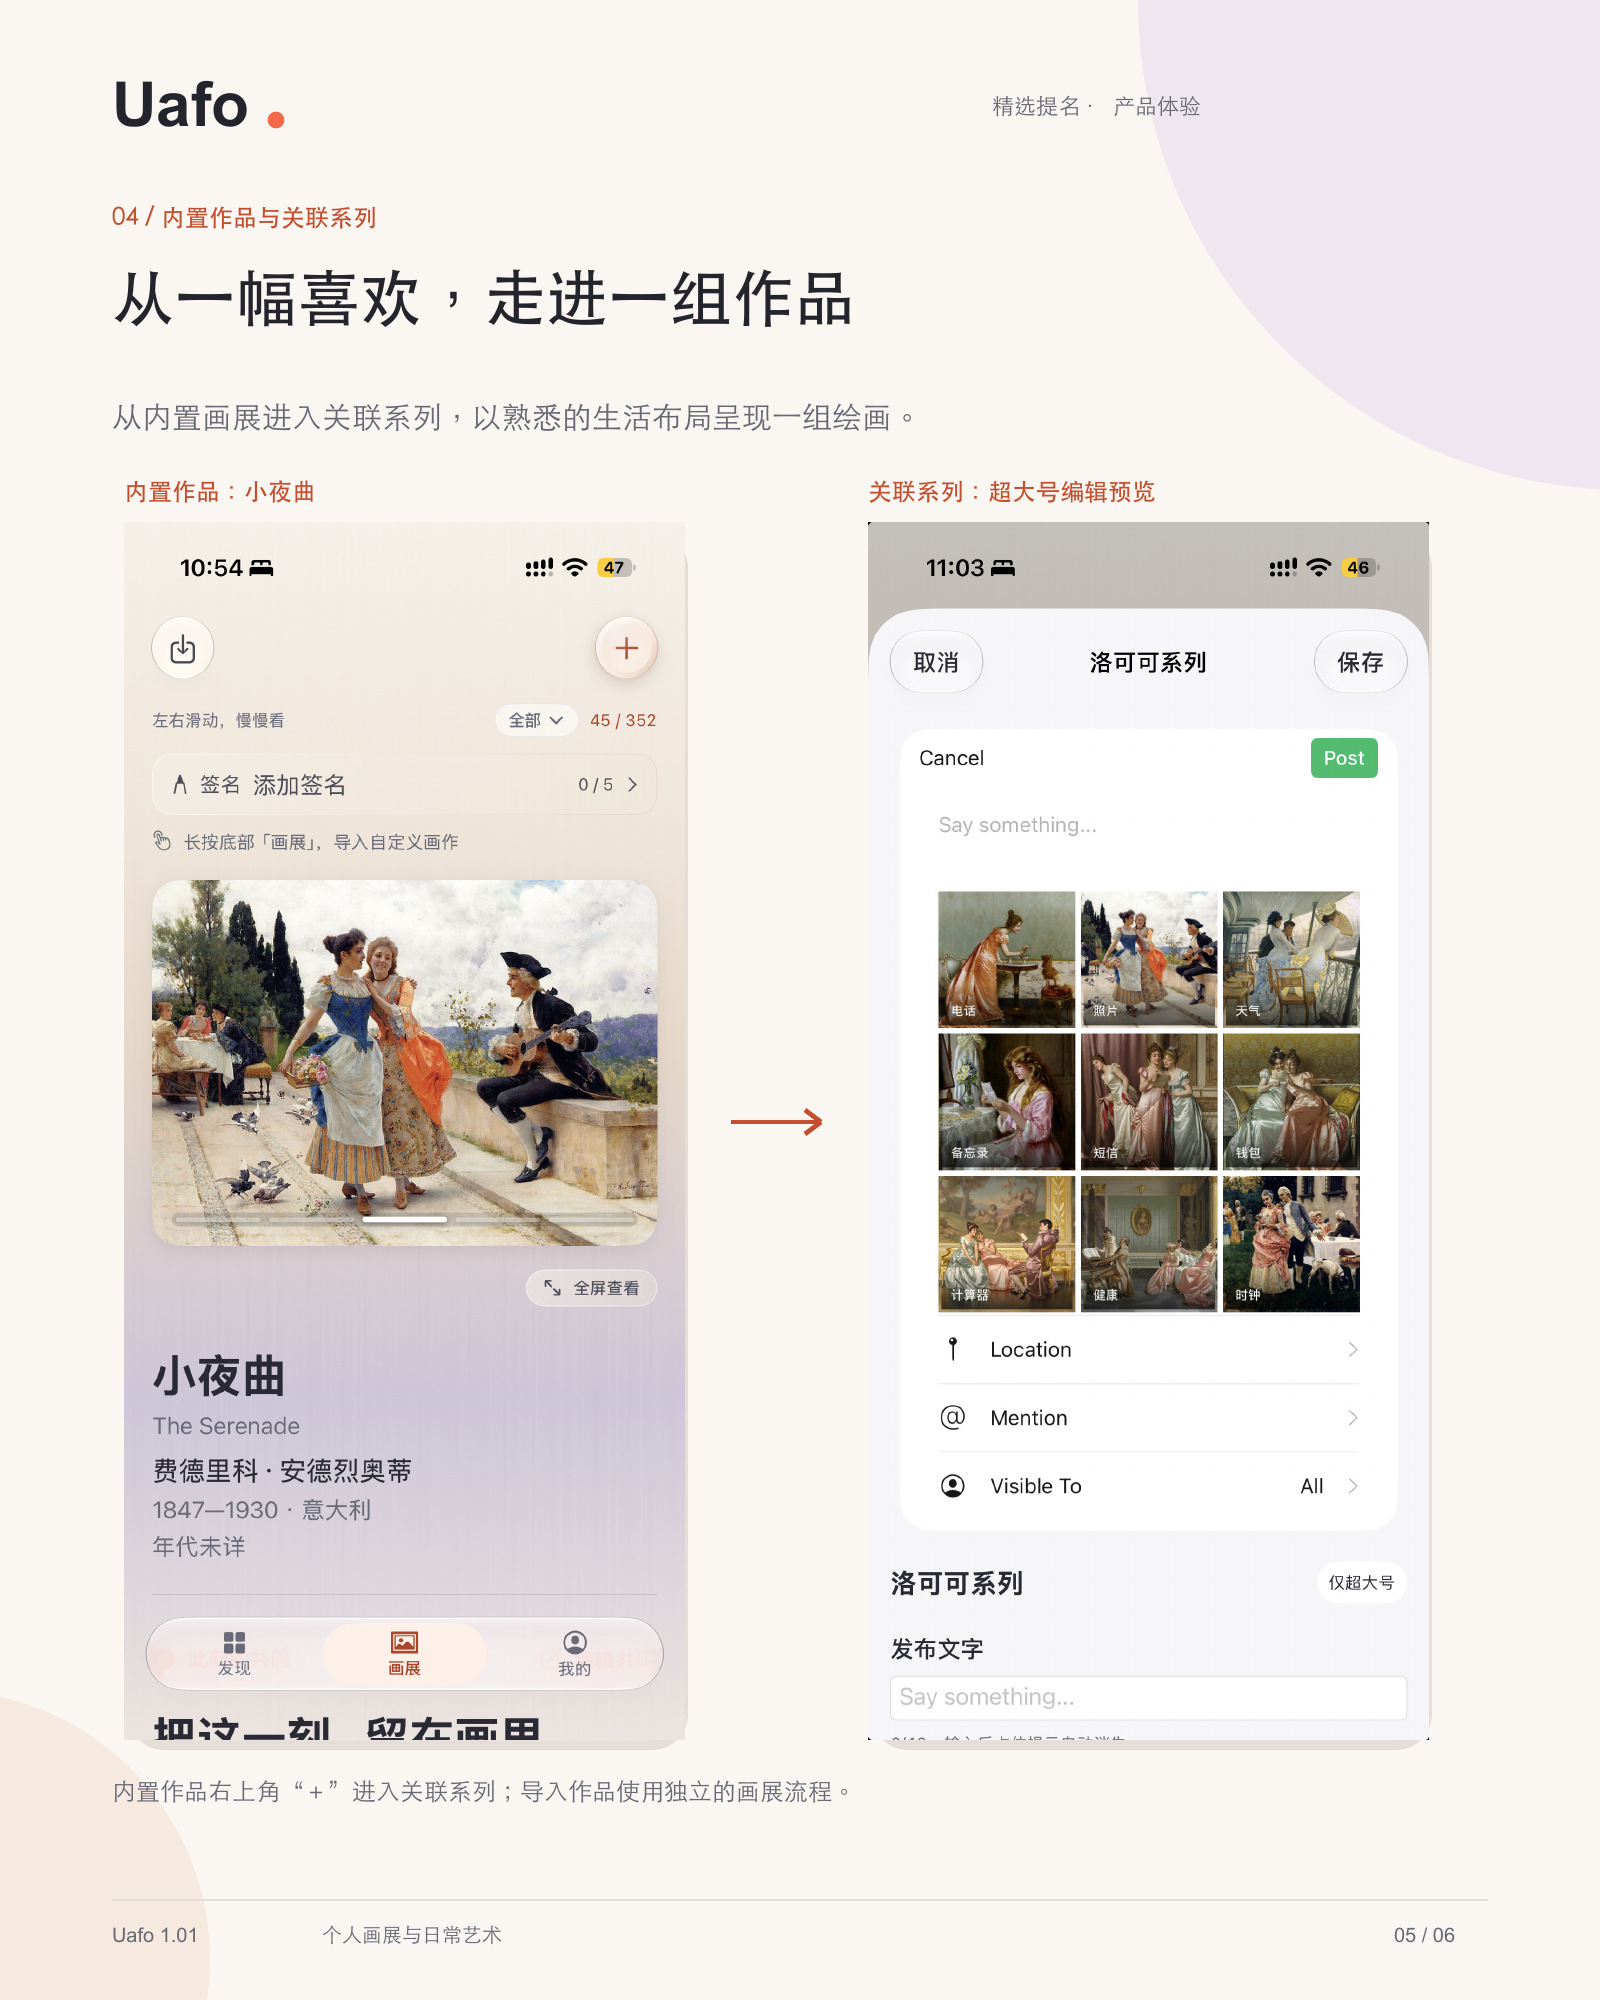 Uafo .
精选提名 · 产品体验
04 / 内置作品与关联系列
从一幅喜欢，走进一组作品
从内置画展进入关联系列，以熟悉的生活布局呈现一组绘画。
内置作品：小夜曲
10:54
47
左右滑动，慢慢看
全部
45 / 352
签名 添加签名
0 / 5
长按底部「画展」，导入自定义画作
全屏查看
小夜曲
The Serenade
费德里科 · 安德烈奥蒂
1847—1930 · 意大利
年代未详
发现
画展
我的
把这一刻 留在画里
关联系列：超大号编辑预览
11:03
46
取消
洛可可系列
保存
Cancel
Post
Say something...
电话
照片
天气
备忘录
短信
钱包
计算器
健康
时钟
Location
Mention
Visible To
All
洛可可系列
仅超大号
发布文字
Say something...
内置作品右上角“＋”进入关联系列；导入作品使用独立的画展流程。
Uafo 1.01
个人画展与日常艺术
05 / 06